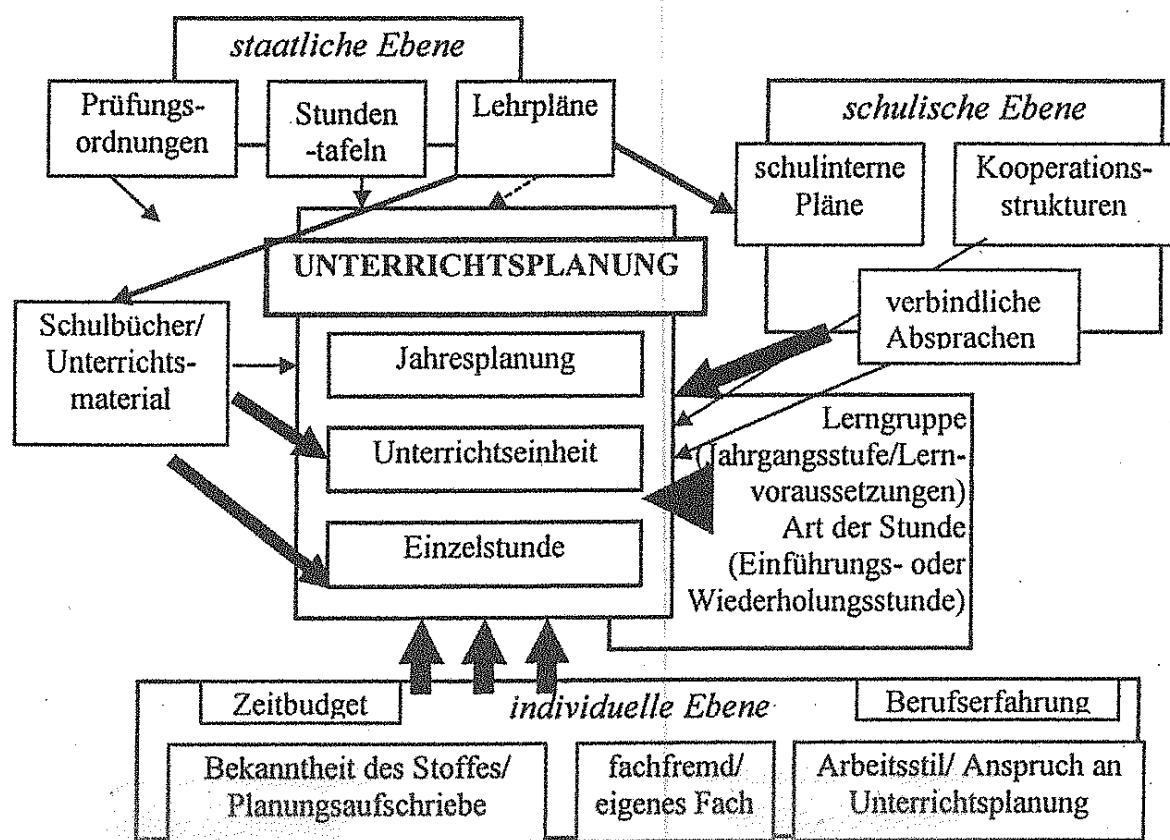 staatliche Ebene
Prüfungs-
ordnungen
Stunden
-tafeln
Lehrpläne
schulische Ebene
schulinterne
Pläne
Kooperations-
strukturen
verbindliche
Absprachen
UNTERRICHTSPLANUNG
Schulbücher/
Unterrichts-
material
Jahresplanung
Unterrichtseinheit
Einzelstunde
Lerngruppe
(Jahrgangsstufe/Lern-
voraussetzungen)
Art der Stunde
(Einführungs- oder
Wiederholungsstunde)
Zeitbudget
individuelle Ebene
Berufserfahrung
Bekanntheit des Stoffes/
Planungsaufschriebe
fachfremd/
eigenes Fach
Arbeitsstil/ Anspruch an
Unterrichtsplanung